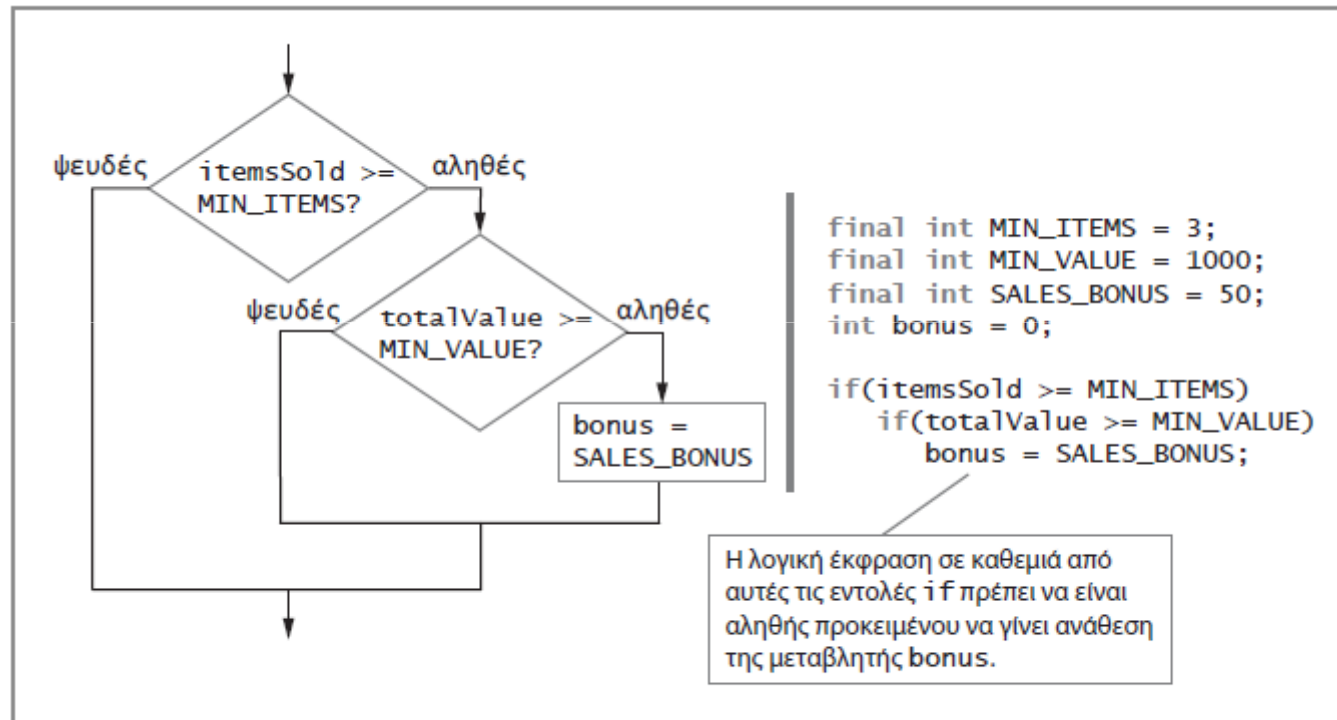 ψευδές
itemsSold >=
MIN_ITEMS?
αληθές
ψευδές
totalValue >=
MIN_VALUE?
αληθές
bonus =
SALES_BONUS
final int MIN_ITEMS = 3;
final int MIN_VALUE = 1000;
final int SALES_BONUS = 50;
int bonus = 0;
if(itemsSold >= MIN_ITEMS)
if(totalValue >= MIN_VALUE)
bonus = SALES_BONUS;
Η λογική έκφραση σε καθεμιά από
αυτές τις εντολές if πρέπει να είναι
αληθής προκειμένου να γίνει ανάθεση
της μεταβλητής bonus.